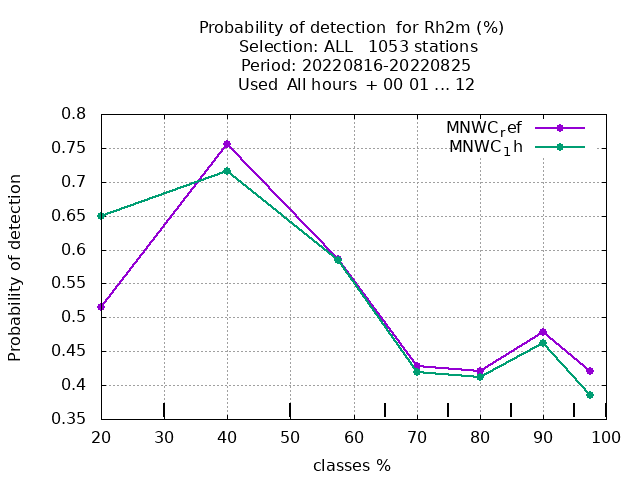 Probability of detection  for Rh2m (%)
Selection: ALL   1053 stations
Period: 20220816-20220825
Used  All hours  + 00 01 ... 12
MNWC_ref
MNWC_1h
0.8
0.75
0.7
0.65
0.6
0.55
0.5
0.45
0.4
0.35
Probability of detection
20 30 40 50 60 70 80 90 100
classes %